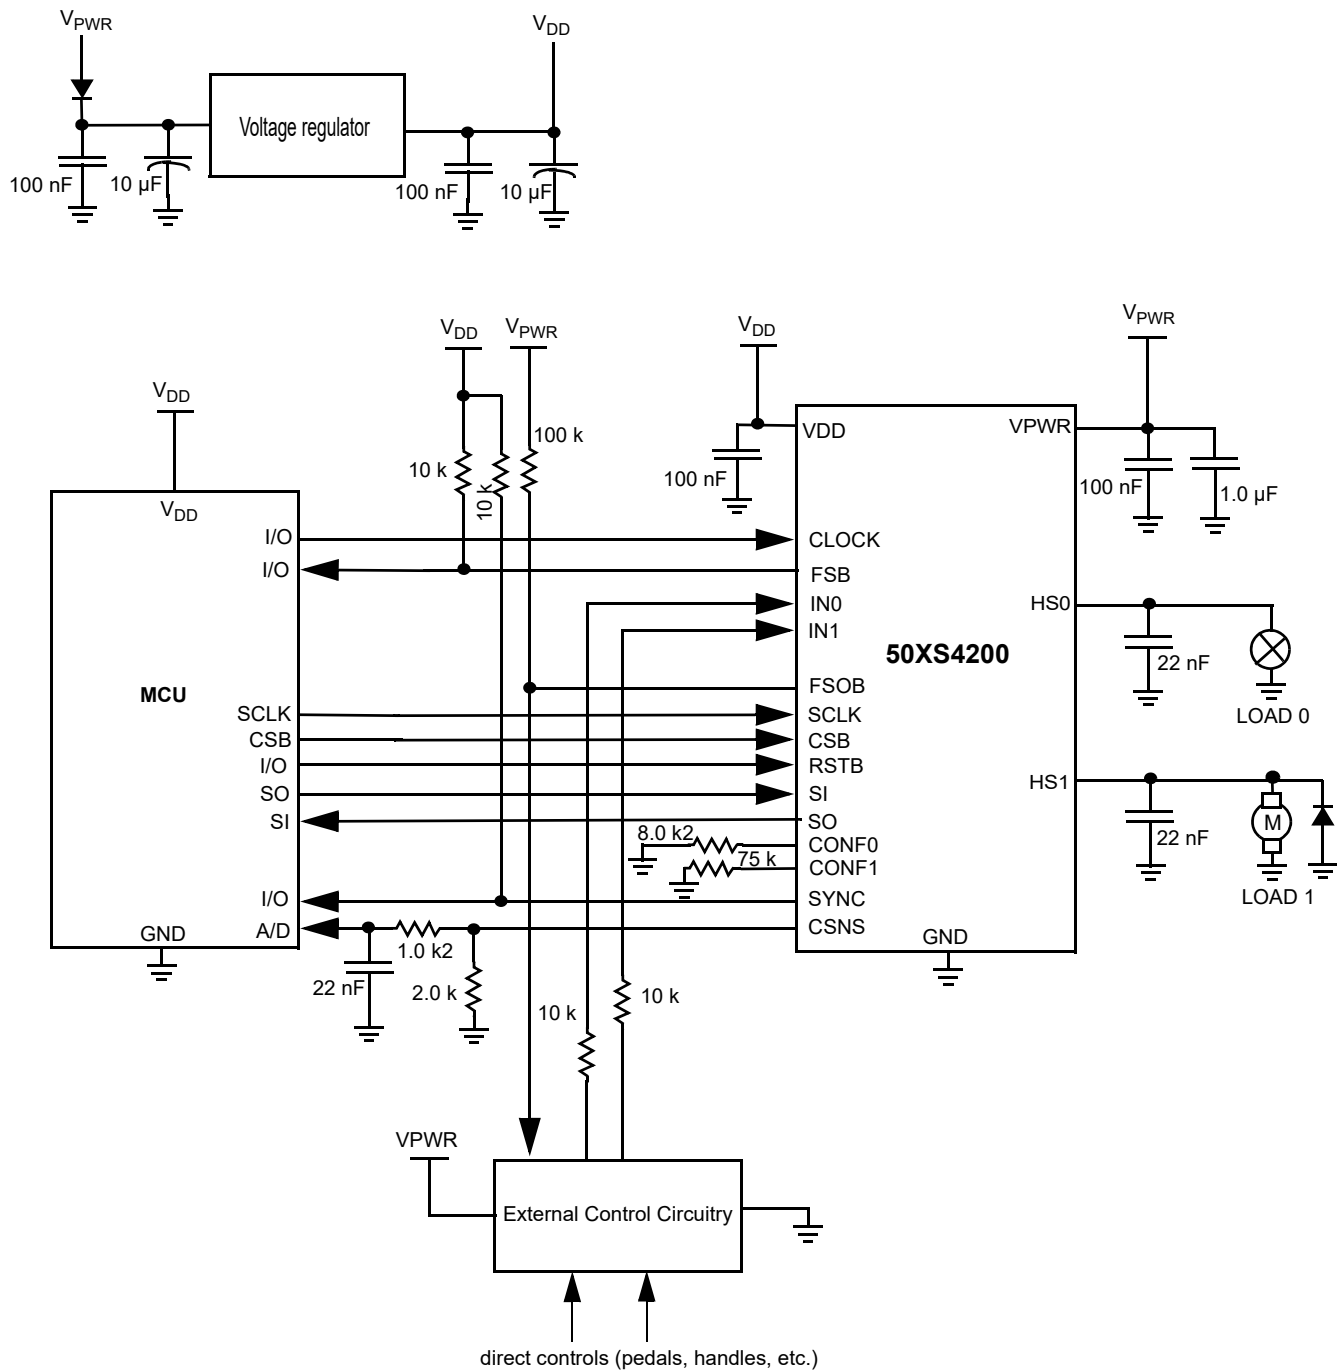 VPWR
VDD
Voltage regulator
100 nF
10 µF
100 nF
10 µF
VDD
VPWR
VDD
VPWR
VDD
100 k
10 k
10 k
VDD
VPWR
100 nF
100 nF
1.0 µF
VDD
I/O
CLOCK
I/O
FSB
IN0
HS0
IN1
50XS4200
22 nF
MCU
FSOB
SCLK
SCLK
LOAD 0
CSB
CSB
I/O
RSTB
HS1
SO
SI
SI
SO
8.0 k2
CONF0
22 nF
M
75 k
CONF1
I/O
SYNC
LOAD 1
A/D
CSNS
GND
GND
1.0 k2
22 nF
2.0 k
10 k
10 k
VPWR
External Control Circuitry
direct controls (pedals, handles, etc.)